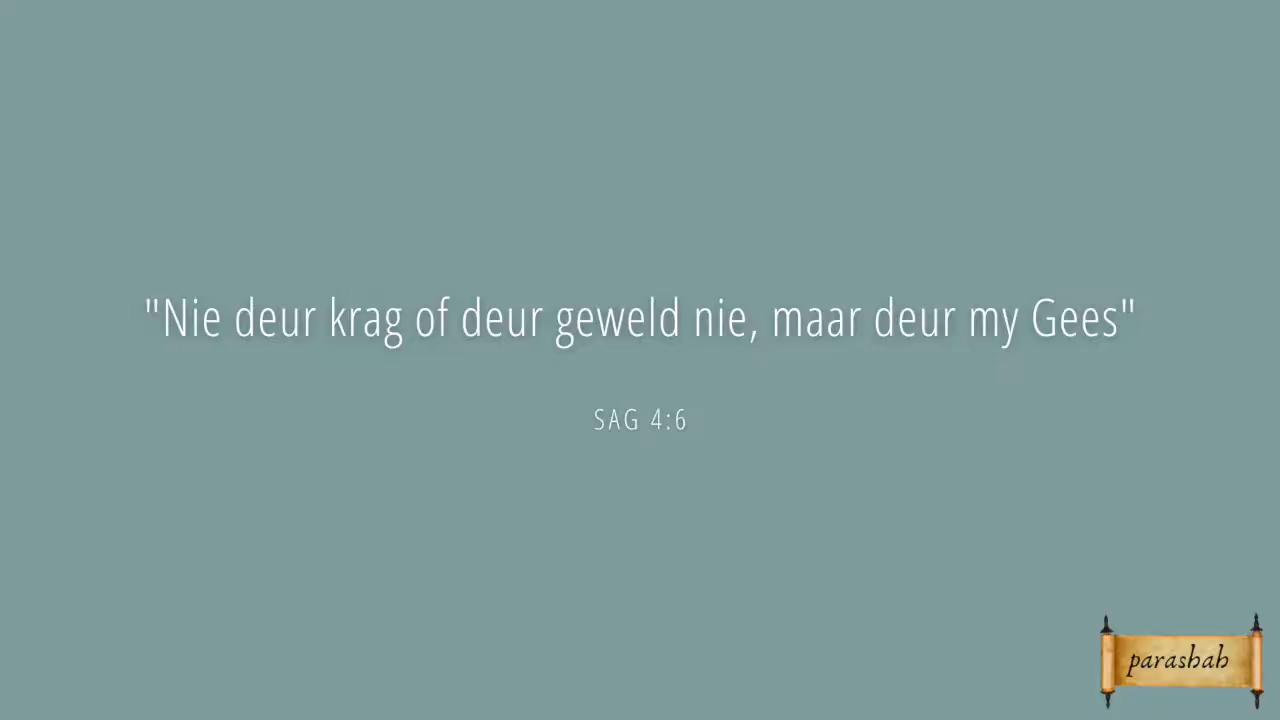 "Nie deur krag of deur geweld nie, maar deur my Gees"
SAG 4:6
parashah